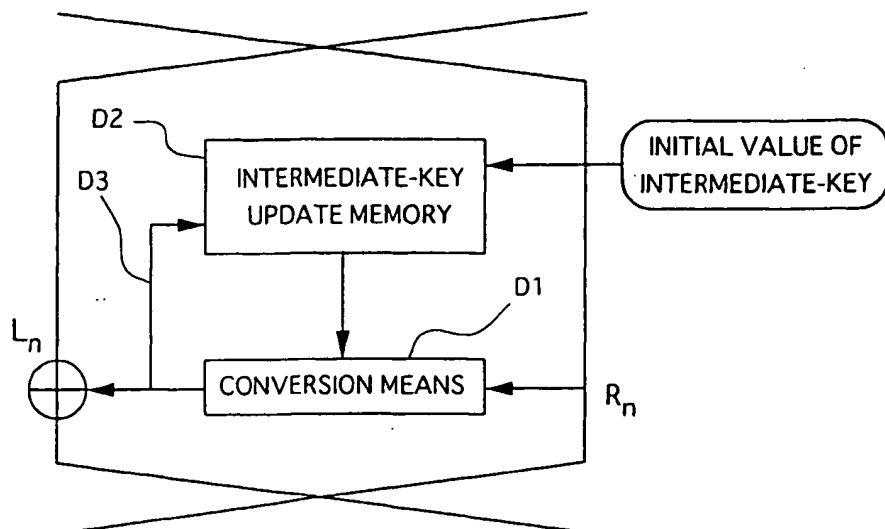 D2
INTERMEDIATE-KEY
UPDATE MEMORY
INITIAL VALUE OF
INTERMEDIATE-KEY
D3
D1
Ln
CONVERSION MEANS
Rn